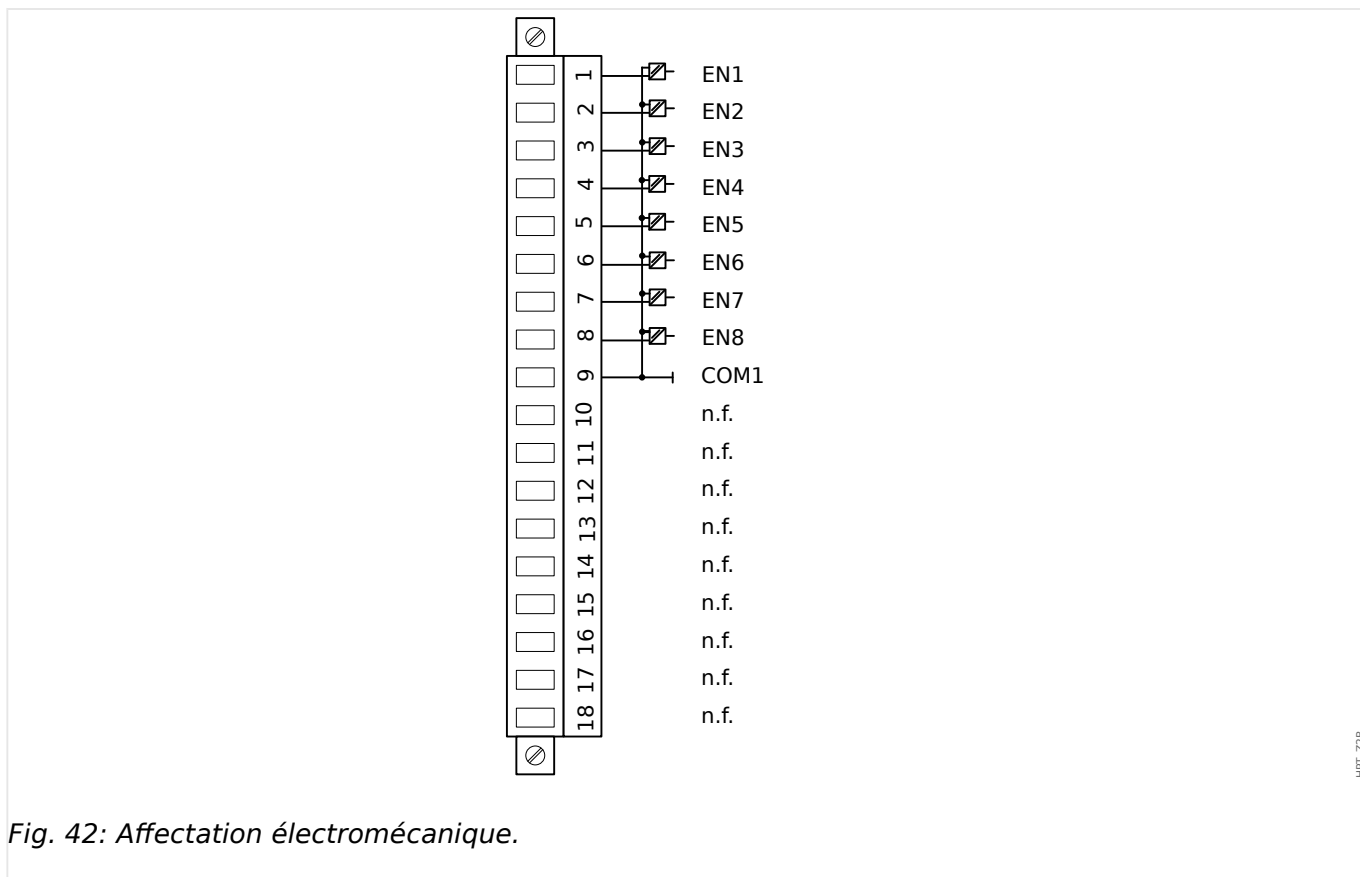 1 EN1
2 EN2
3 EN3
4 EN4
5 EN5
6 EN6
7 EN7
8 EN8
9 COM1
10 n.f.
11 n.f.
12 n.f.
13 n.f.
14 n.f.
15 n.f.
16 n.f.
17 n.f.
18 n.f.
Fig. 42: Affectation électromécanique.